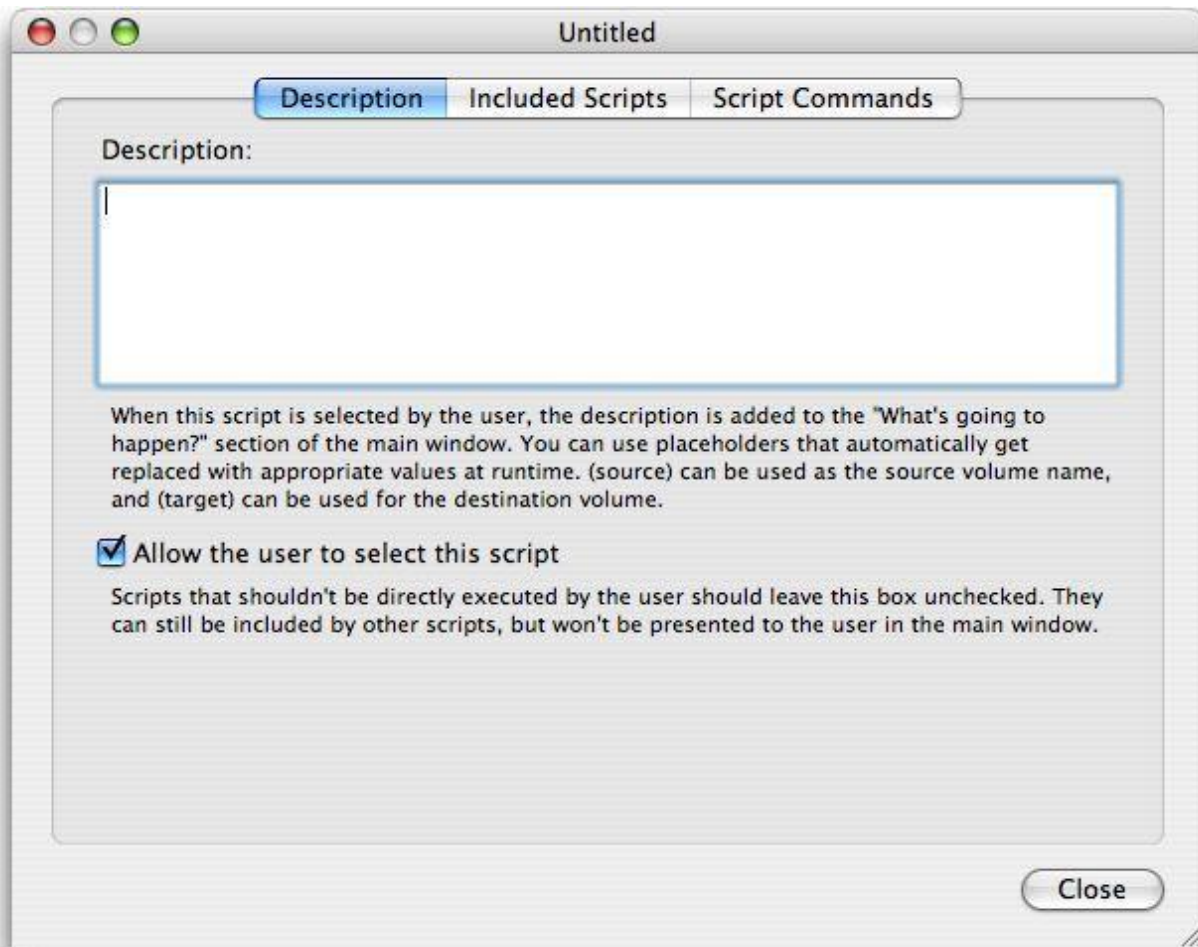 Untitled
Description Included Scripts Script Commands
Description:
When this script is selected by the user, the description is added to the "What's going to
happen?" section of the main window. You can use placeholders that automatically get
replaced with appropriate values at runtime. (source) can be used as the source volume name,
and (target) can be used for the destination volume.
Allow the user to select this script
Scripts that shouldn't be directly executed by the user should leave this box unchecked. They
can still be included by other scripts, but won't be presented to the user in the main window.
Close